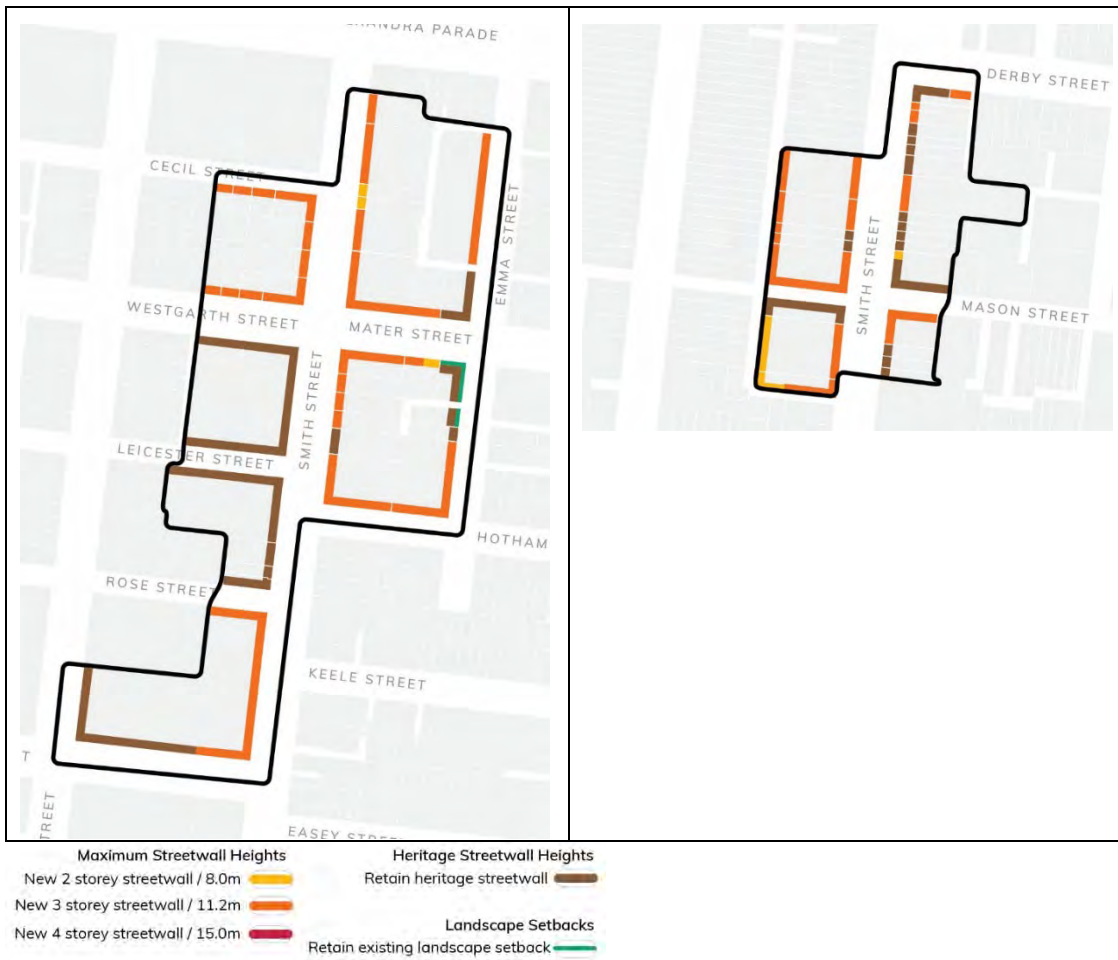 HANDRA PARADE
CECIL STREET
EMMA STREET
WESTGARTH STREET
MATER STREET
SMITH STREET
LEICESTER STREET
HOTHAM
ROSE STREET
KEELE STREET
T
TREET
EASEY STREET
DERBY STREET
SMITH STREET
MASON STREET
Maximum Streetwall Heights
New 2 storey streetwall / 8.0m
New 3 storey streetwall / 11.2m
New 4 storey streetwall / 15.0m
Heritage Streetwall Heights
Retain heritage streetwall
Landscape Setbacks
Retain existing landscape setback